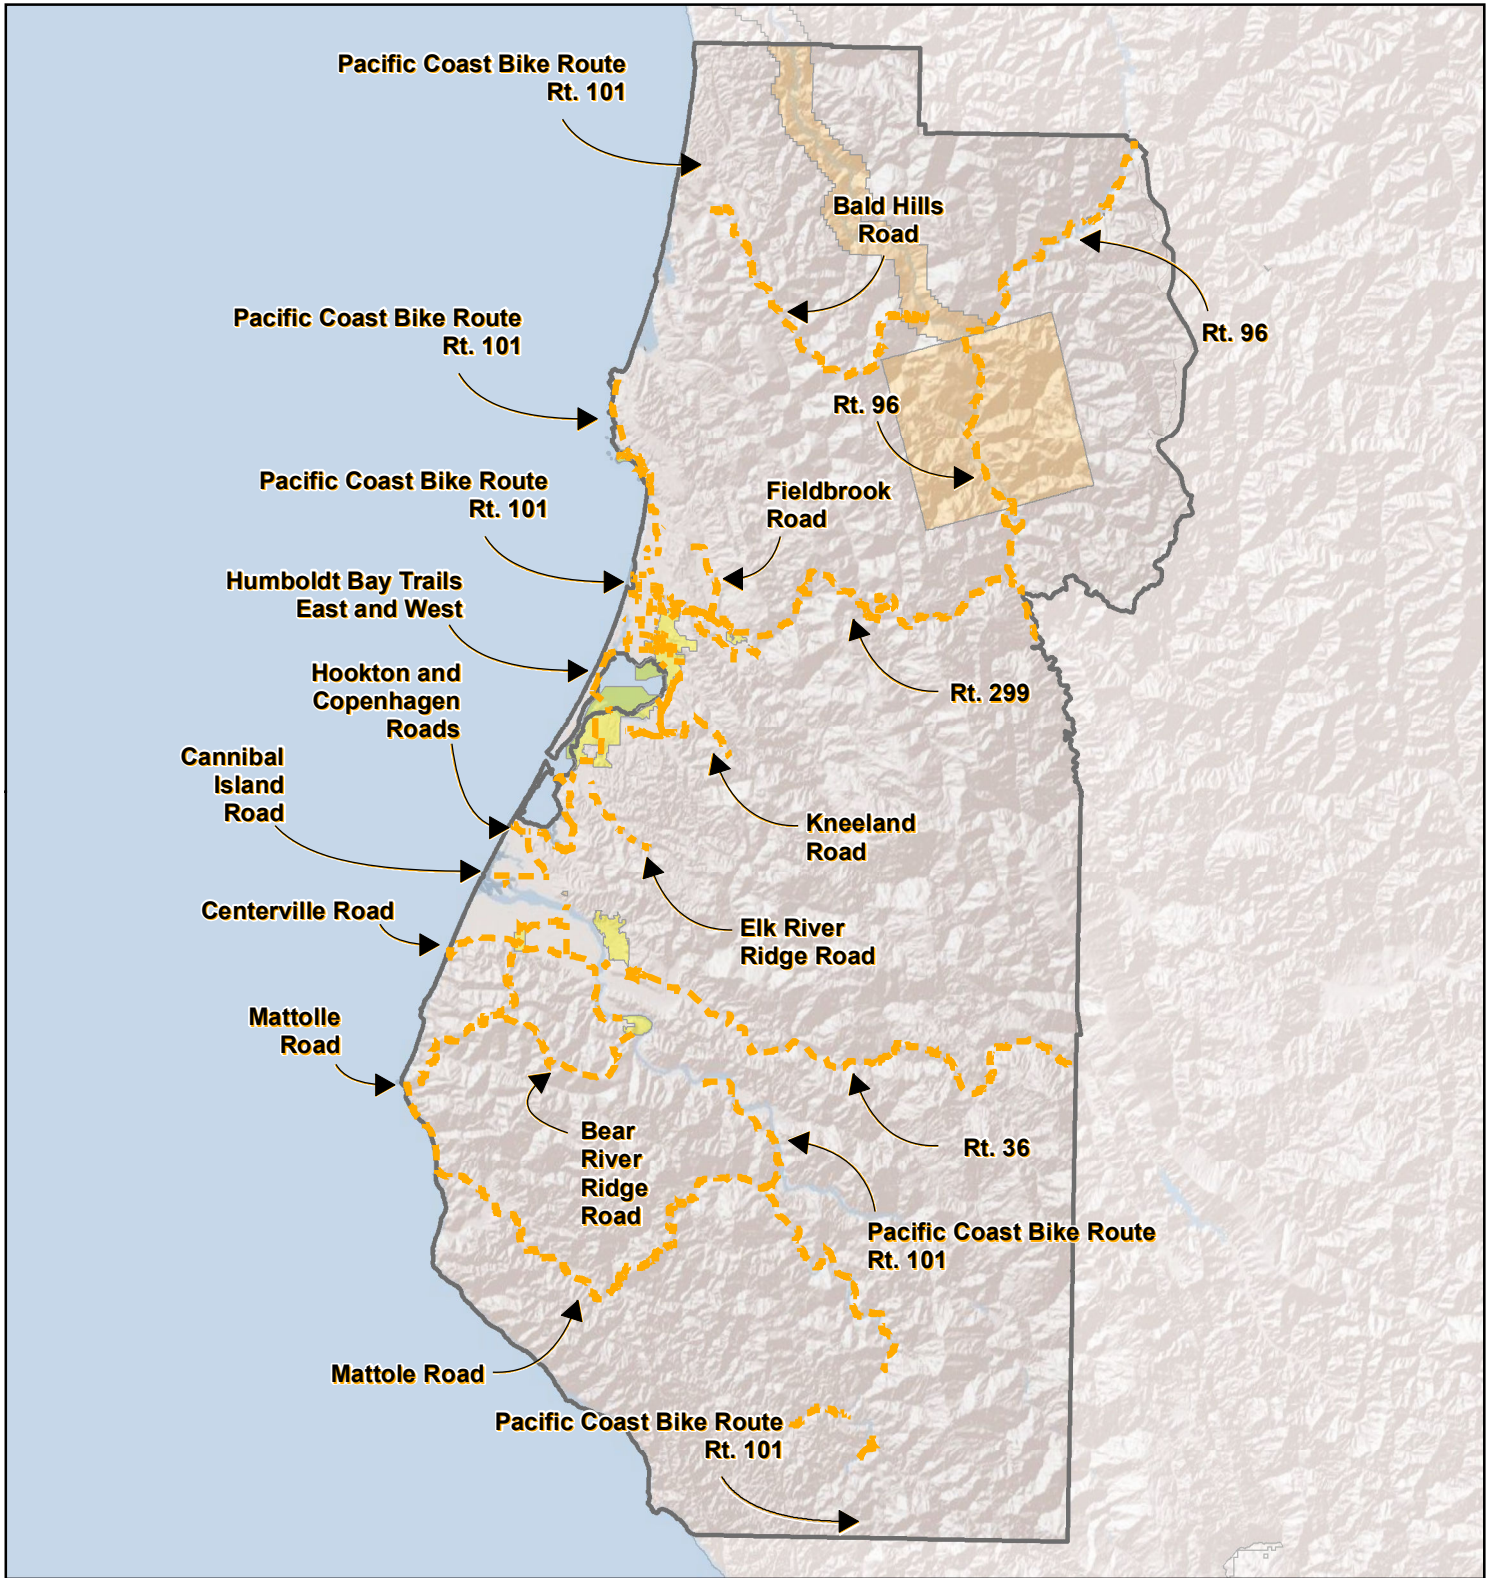 Pacific Coast Bike Route
Rt. 101
Bald Hills
Road
Pacific Coast Bike Route
Rt. 101
Rt. 96
Rt. 96
Pacific Coast Bike Route
Rt. 101
Fieldbrook
Road
Humboldt Bay Trails
East and West
Hookton and
Copenhagen
Roads
Rt. 299
Cannibal
Island
Road
Kneeland
Road
Centerville Road
Elk River
Ridge Road
Mattolle
Road
Bear
River
Ridge
Road
Rt. 36
Pacific Coast Bike Route
Rt. 101
Mattole Road
Pacific Coast Bike Route
Rt. 101